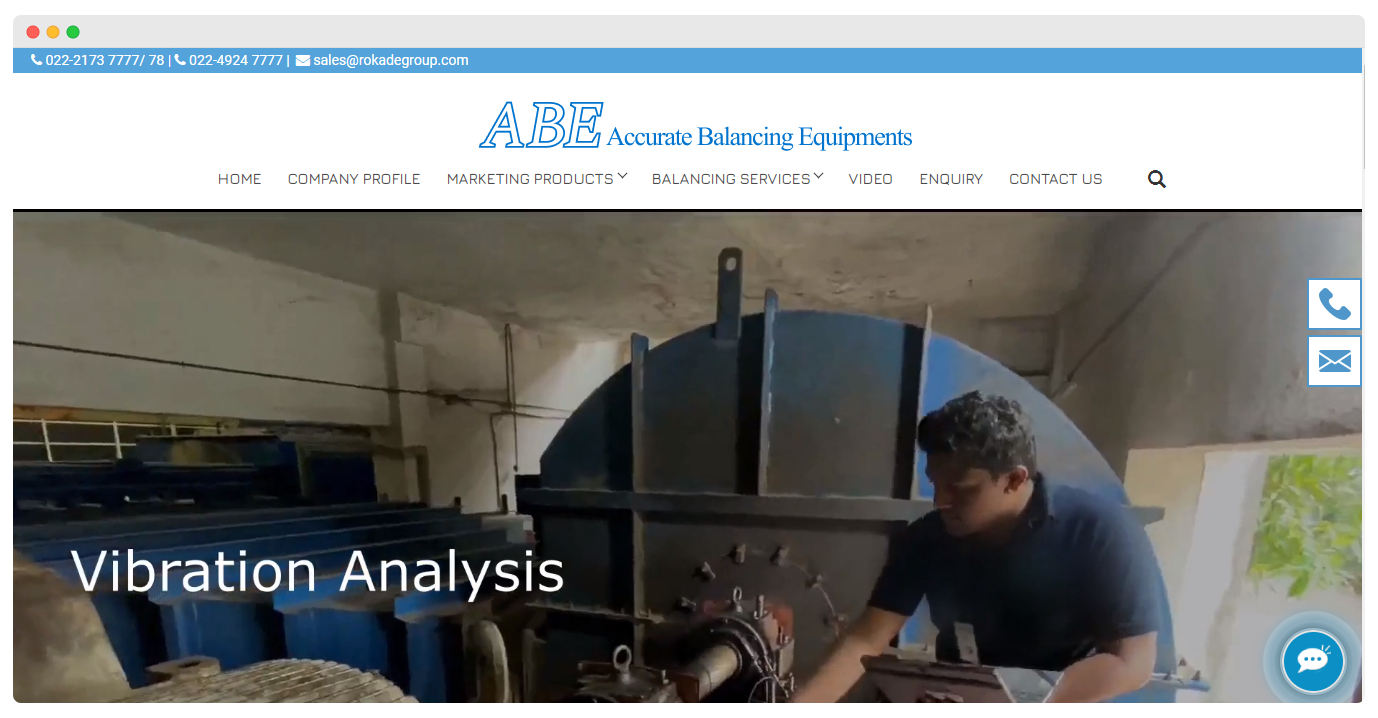 022-2173 7777/ 78 | 022-4924 7777 | sales@rokadegroup.com
ABE Accurate Balancing Equipments
HOME COMPANY PROFILE MARKETING PRODUCTS BALANCING SERVICES VIDEO ENQUIRY CONTACT US
Vibration Analysis